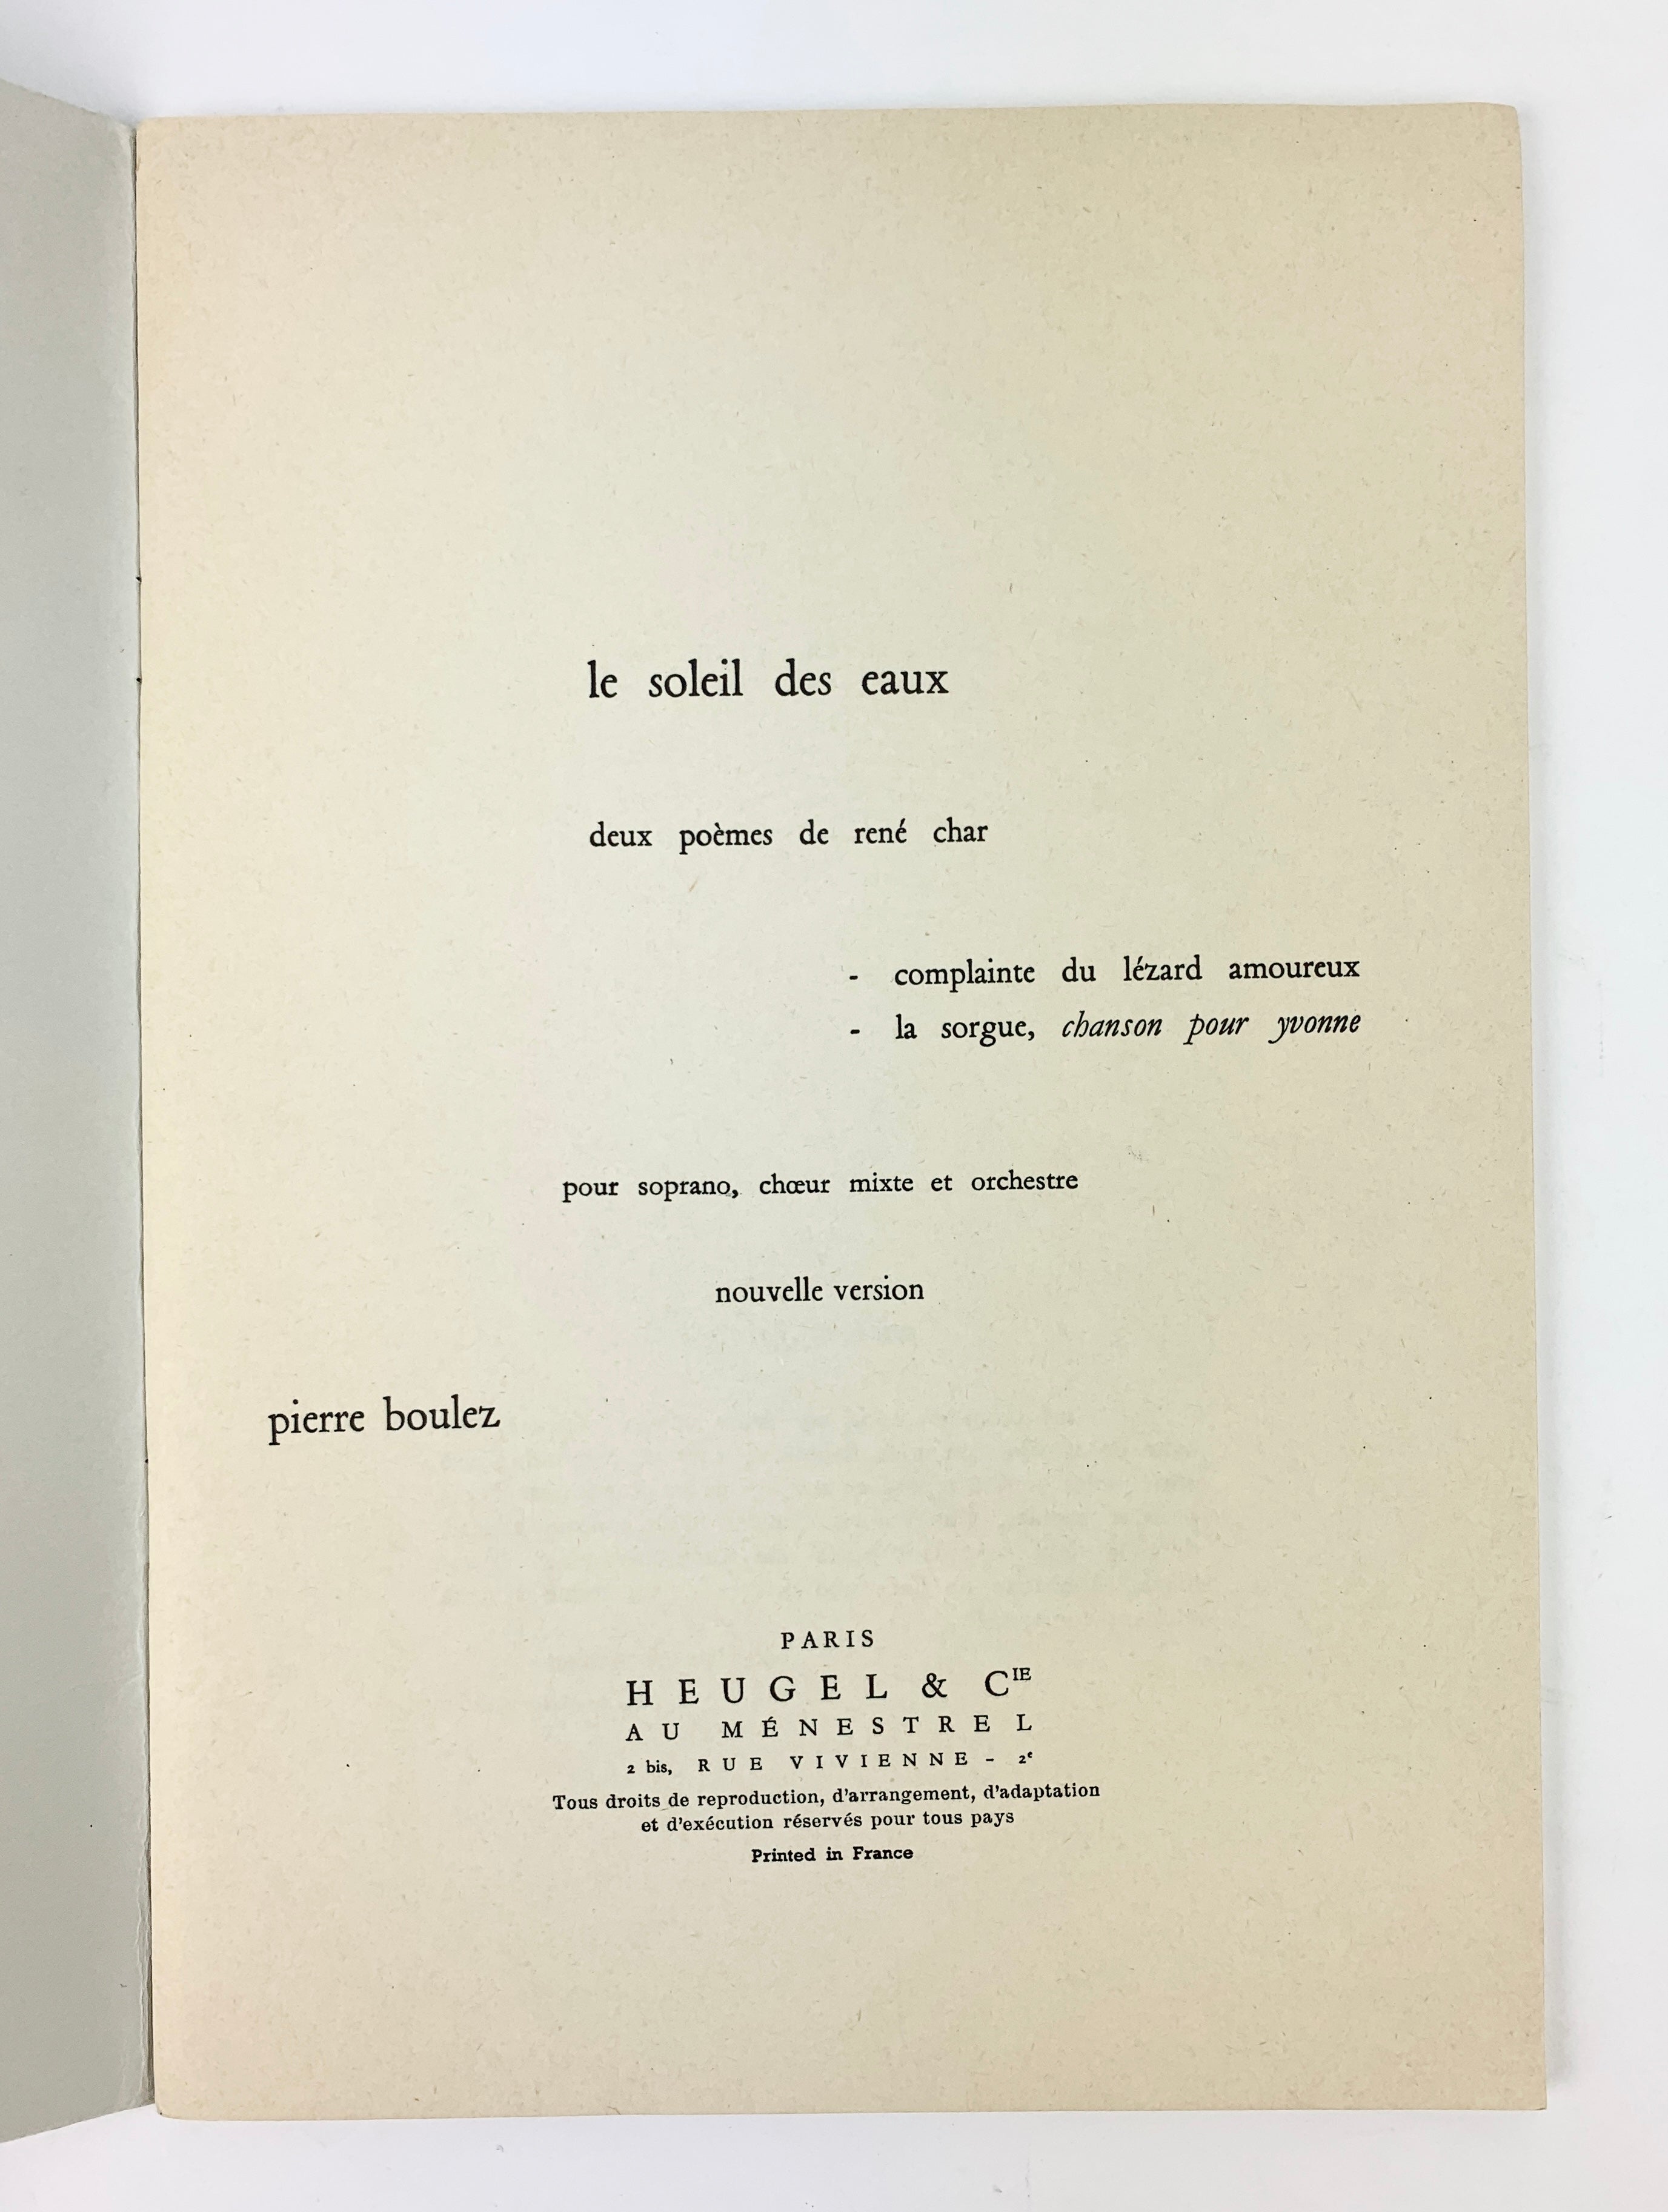 le soleil des eaux
deux poèmes de rené char
- complainte du lézard amoureux
- la sorgue, chanson pour yvonne
pour soprano, chœur mixte et orchestre
nouvelle version
pierre boulez
PARIS
HEUGEL & CIE
AU MÉNESTREL
2 bis, RUE VIVIENNE - 2e
Tous droits de reproduction, d'arrangement, d'adaptation
et d'exécution réservés pour tous pays
Printed in France